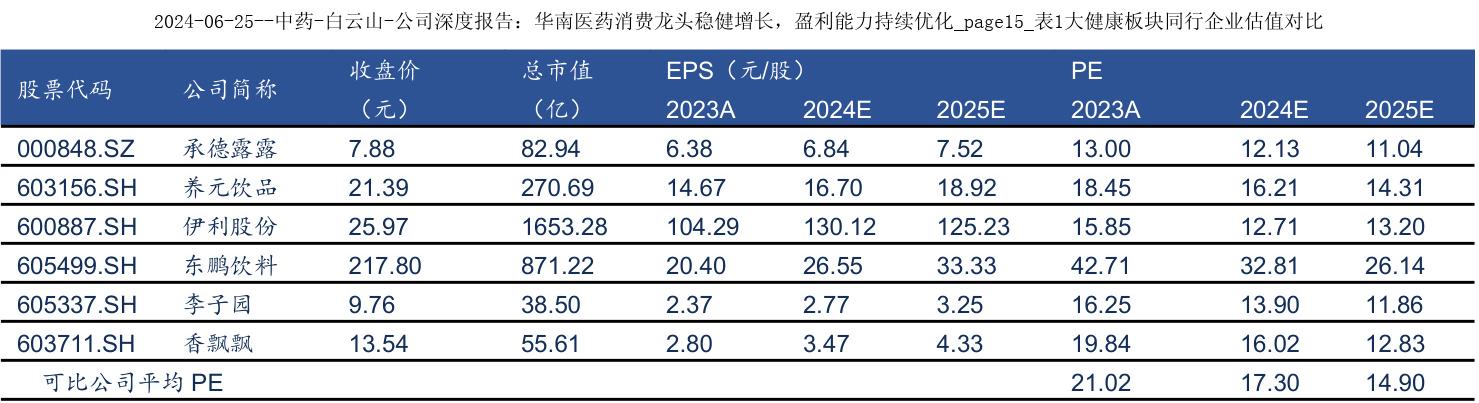 2024-06-25--中药-白云山-公司深度报告：华南医药消费龙头稳健增长，盈利能力持续优化_page15_表1大健康板块同行企业估值对比
股票代码 公司简称 收盘价（元） 总市值（亿） EPS（元/股） PE
2023A 2024E 2025E 2023A 2024E 2025E
000848.SZ 承德露露 7.88 82.94 6.38 6.84 7.52 13.00 12.13 11.04
603156.SH 养元饮品 21.39 270.69 14.67 16.70 18.92 18.45 16.21 14.31
600887.SH 伊利股份 25.97 1653.28 104.29 130.12 125.23 15.85 12.71 13.20
605499.SH 东鹏饮料 217.80 871.22 20.40 26.55 33.33 42.71 32.81 26.14
605337.SH 李子园 9.76 38.50 2.37 2.77 3.25 16.25 13.90 11.86
603711.SH 香飘飘 13.54 55.61 2.80 3.47 4.33 19.84 16.02 12.83
可比公司平均 PE 21.02 17.30 14.90